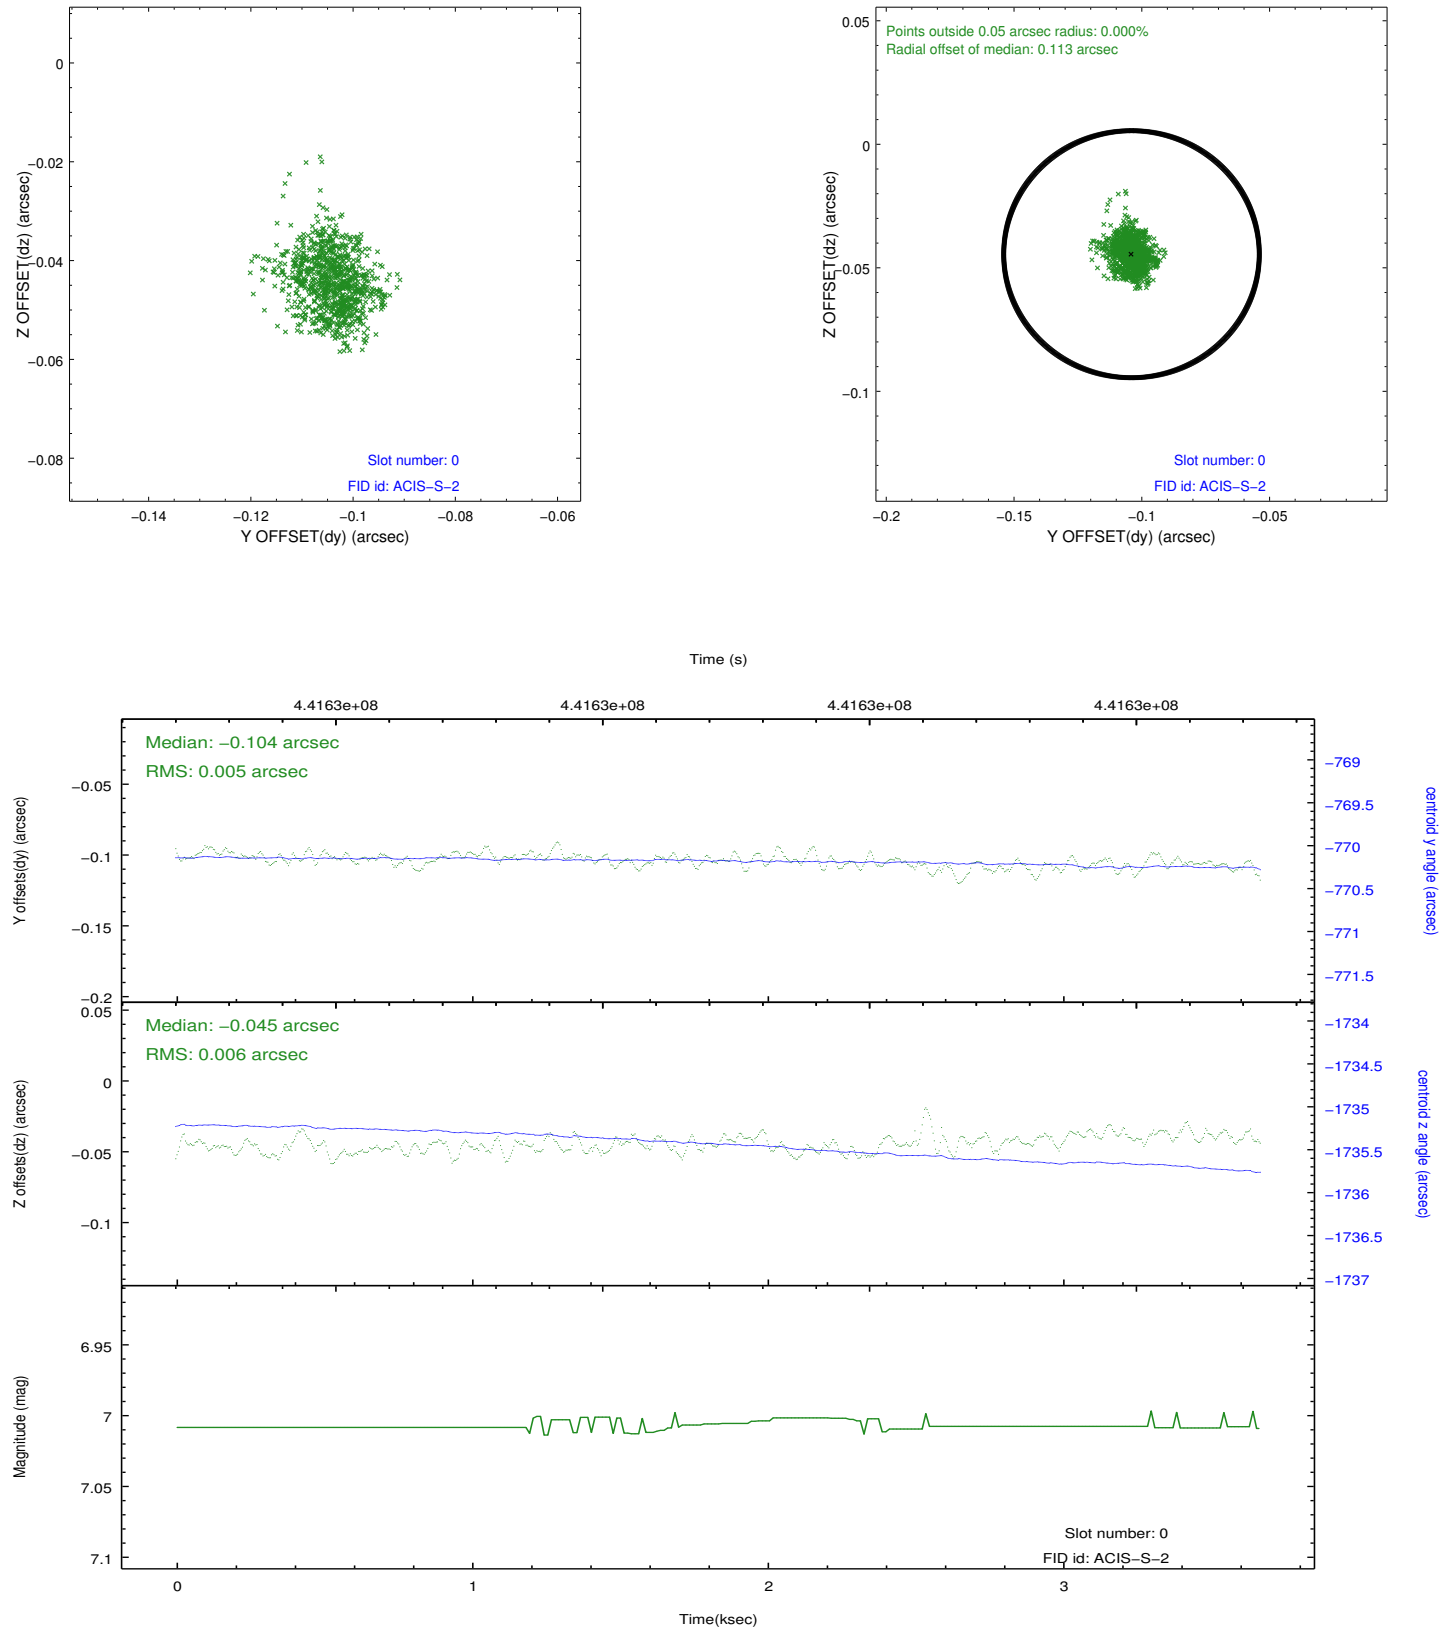 0
−0.02
−0.04
−0.06
−0.08
Z OFFSET(dz) (arcsec)
Slot number: 0
FID id: ACIS−S−2
−0.14 −0.12 −0.1 −0.08 −0.06
Y OFFSET(dy) (arcsec)
Points outside 0.05 arcsec radius: 0.000%
Radial offset of median: 0.113 arcsec
0.05
0
−0.05
−0.1
Z OFFSET(dz) (arcsec)
Slot number: 0
FID id: ACIS−S−2
−0.2 −0.15 −0.1 −0.05
Y OFFSET(dy) (arcsec)
Time (s)
4.4163e+08 4.4163e+08 4.4163e+08 4.4163e+08
Median: −0.104 arcsec
RMS: 0.005 arcsec
−0.05
−0.1
−0.15
−0.2
Y offsets(dy) (arcsec)
−769
−769.5
−770
−770.5
−771
−771.5
centroid y angle (arcsec)
Median: −0.045 arcsec
RMS: 0.006 arcsec
0.05
0
−0.05
−0.1
Z offsets(dz) (arcsec)
−1734
−1734.5
−1735
−1735.5
−1736
−1736.5
−1737
centroid z angle (arcsec)
6.95
7
7.05
7.1
Magnitude (mag)
Slot number: 0
FID id: ACIS−S−2
0 1 2 3
Time(ksec)